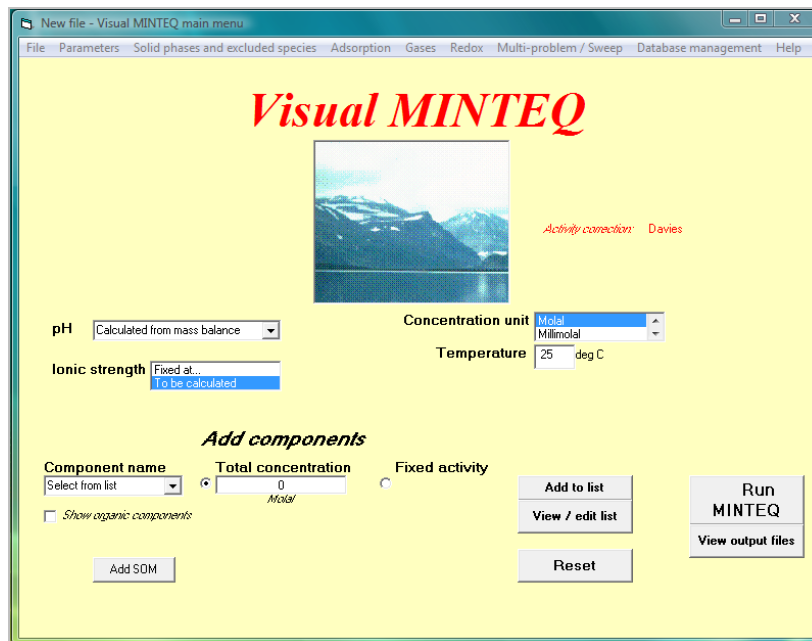 New file - Visual MINTEQ main menu
File Parameters Solid phases and excluded species Adsorption Gases Redox Multi-problem / Sweep Database management Help
Visual MINTEQ
Activity correction: Davies
pH Calculated from mass balance
Concentration unit Molal
Millimolal
Temperature 25 deg C
Ionic strength Fixed at...
To be calculated
Add components
Component name Total concentration Fixed activity
Select from list 0
Molal
Show organic components
Add to list
View / edit list
Run
MINTEQ
View output files
Add SOM
Reset